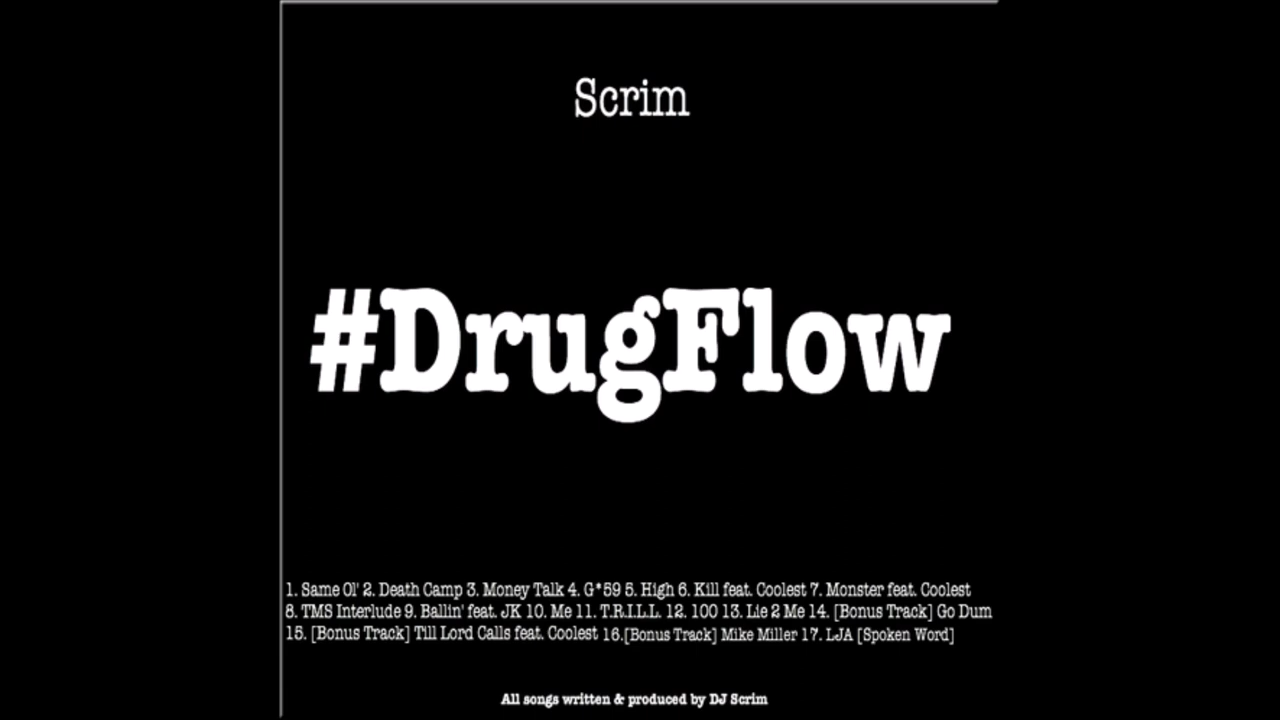 Scrim
#DrugFlow
1. Same Ol' 2. Death Camp 3. Money Talk 4. G*59 5. High 6. Kill feat. Coolest 7. Monster feat. Coolest
8. TMS Interlude 9. Ballin' feat. JK 10. Me 11. T.R.I.L.L. 12. 100 13. Lie 2 Me 14. [Bonus Track] Go Dum
15. [Bonus Track] Till Lord Calls feat. Coolest 16.[Bonus Track] Mike Miller 17. LJA [Spoken Word]
All songs written & produced by DJ Scrim